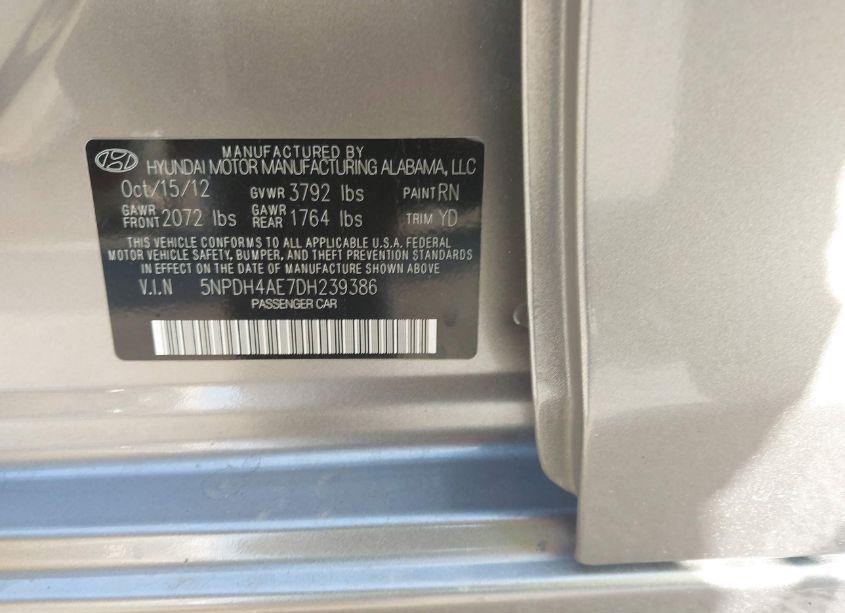 MANUFACTURED BY
HYUNDAI MOTOR MANUFACTURING ALABAMA, LLC
Oct/15/12 GVWR 3792 lbs PAINT RN
GAWR FRONT 2072 lbs GAWR REAR 1764 lbs TRIM YD
THIS VEHICLE CONFORMS TO ALL APPLICABLE U.S.A. FEDERAL
MOTOR VEHICLE SAFETY, BUMPER, AND THEFT PREVENTION STANDARDS
IN EFFECT ON THE DATE OF MANUFACTURE SHOWN ABOVE
V.I.N 5NPDH4AE7DH239386
PASSENGER CAR